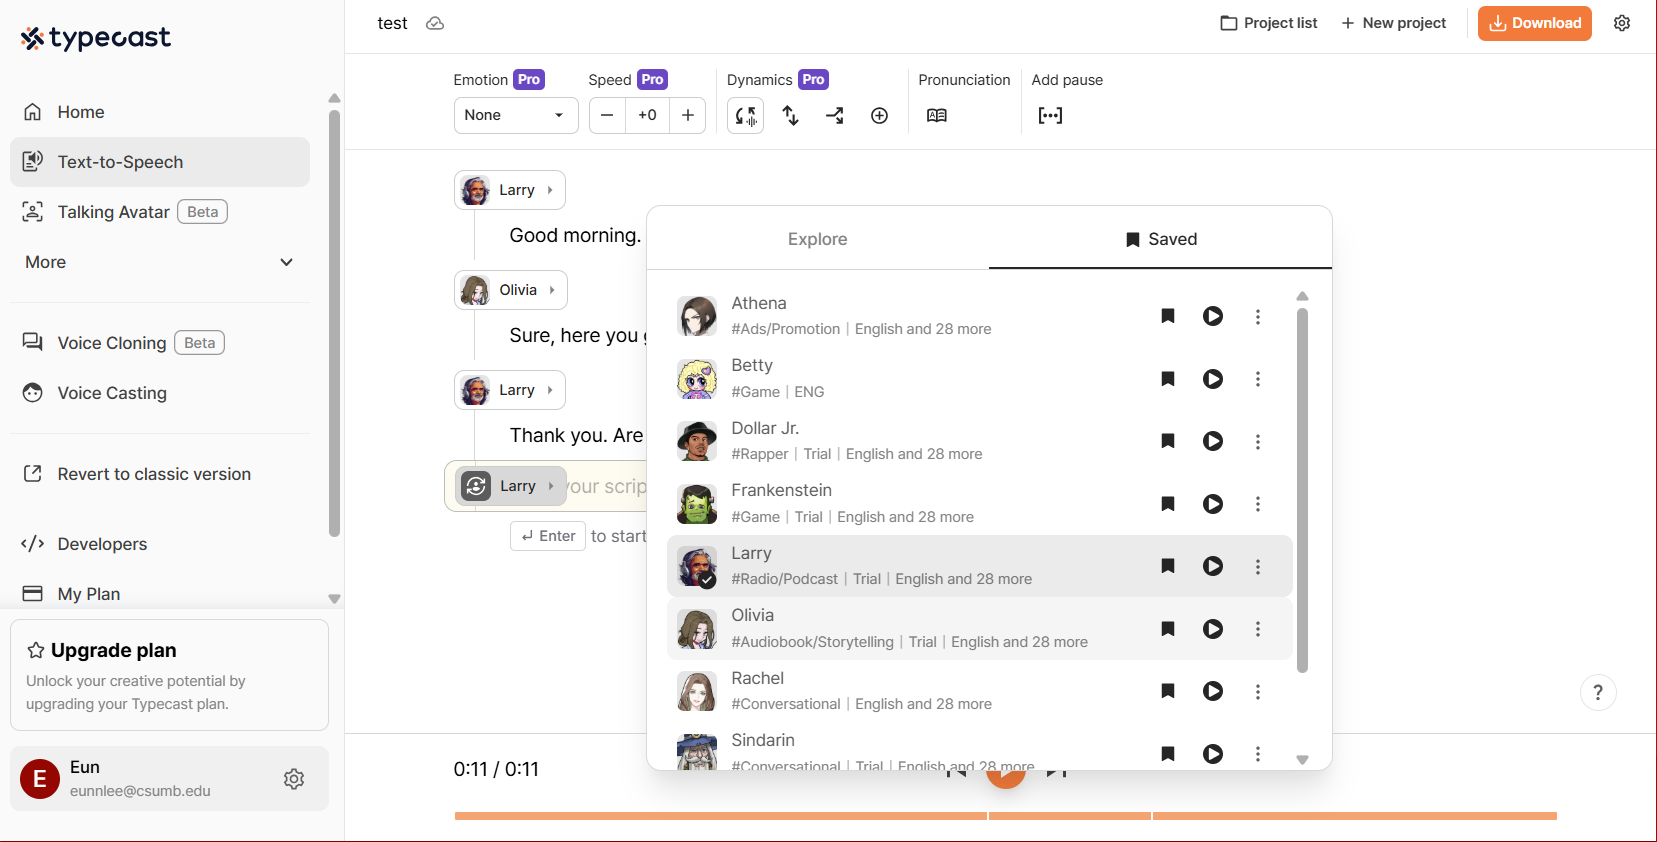 typecast
Home
Text-to-Speech
Talking Avatar Beta
More
Voice Cloning Beta
Voice Casting
Revert to classic version
Developers
My Plan
Upgrade plan
Unlock your creative potential by
upgrading your Typecast plan.
E
Eun
eunnlee@csumb.edu
test
Project list
New project
Download
Emotion Pro
None
Speed Pro
+0
Dynamics Pro
Pronunciation
Add pause
Larry
Good morning.
Olivia
Sure, here you
Larry
Thank you. Are
Larry
your scrip
Enter to start
Explore
Saved
Athena
#Ads/Promotion | English and 28 more
Betty
#Game | ENG
Dollar Jr.
#Rapper | Trial | English and 28 more
Frankenstein
#Game | Trial | English and 28 more
Larry
#Radio/Podcast | Trial | English and 28 more
Olivia
#Audiobook/Storytelling | Trial | English and 28 more
Rachel
#Conversational | English and 28 more
Sindarin
#Conversational | Trial | English and 28 more
?
0:11 / 0:11